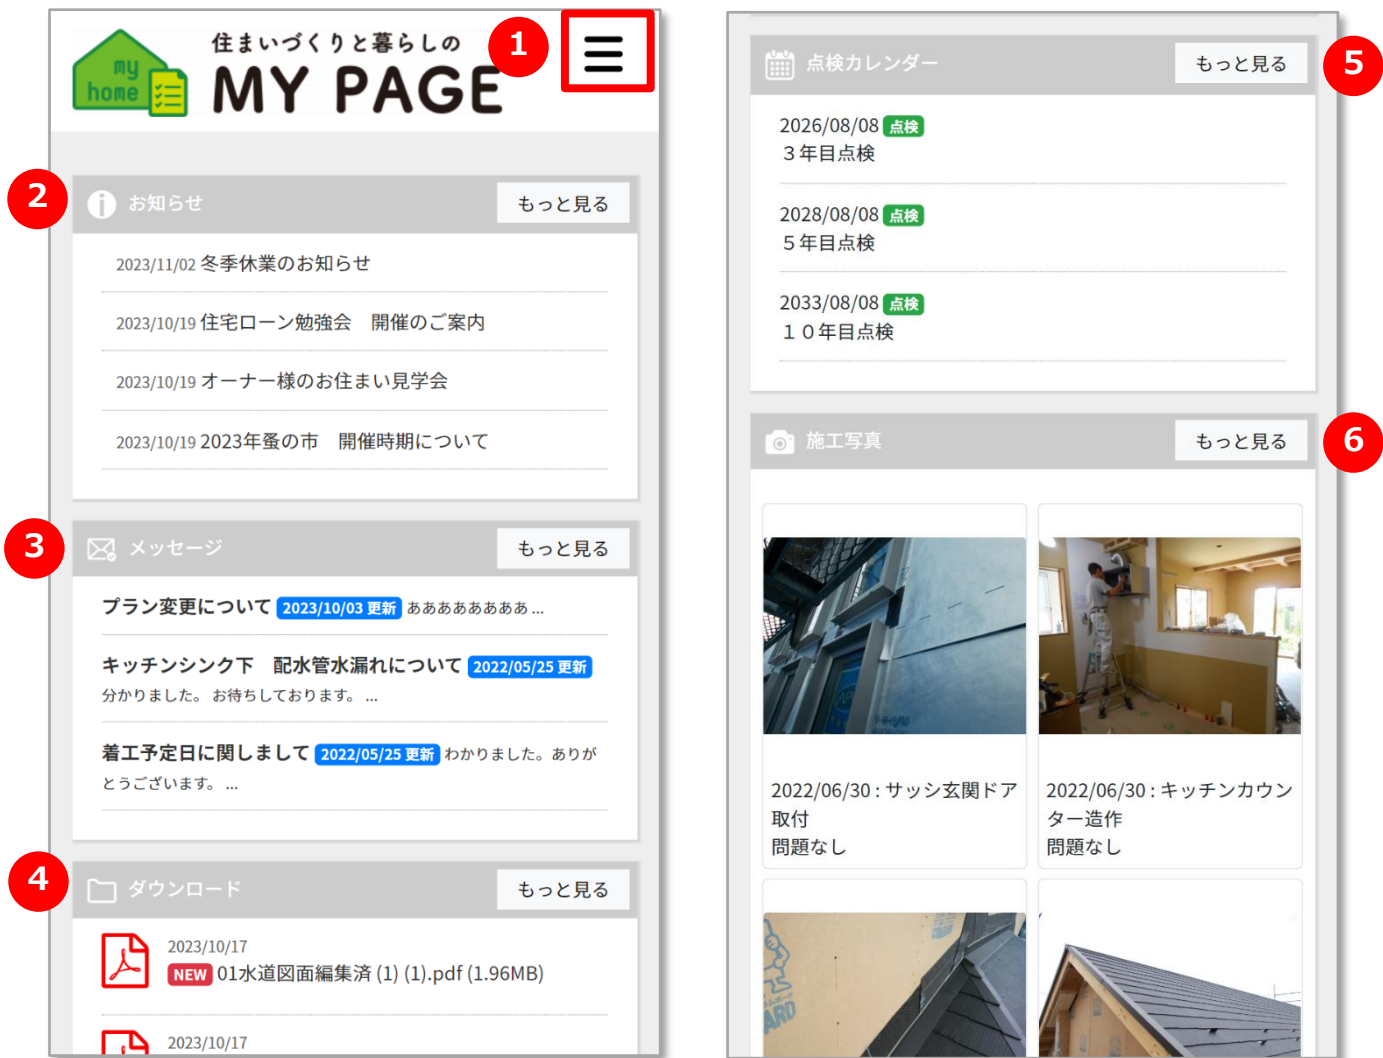 my
home
住まいづくりと暮らしの
MY PAGE
1
2
お知らせ
もっと見る
2023/11/02 冬季休業のお知らせ
2023/10/19 住宅ローン勉強会　開催のご案内
2023/10/19 オーナー様のお住まい見学会
2023/10/19 2023年蚤の市　開催時期について
3
メッセージ
もっと見る
プラン変更について 2023/10/03 更新 ああああああああ ...
キッチンシンク下　配水管水漏れについて 2022/05/25 更新
分かりました。 お待ちしております。 ...
着工予定日に関しまして 2022/05/25 更新 わかりました。ありが
とうございます。 ...
4
ダウンロード
もっと見る
2023/10/17
NEW 01水道図面編集済 (1) (1).pdf (1.96MB)
2023/10/17
点検カレンダー
もっと見る
5
2026/08/08 点検
３年目点検
2028/08/08 点検
５年目点検
2033/08/08 点検
１０年目点検
施工写真
もっと見る
6
2022/06/30 : サッシ玄関ドア
取付
問題なし
2022/06/30 : キッチンカウン
ター造作
問題なし